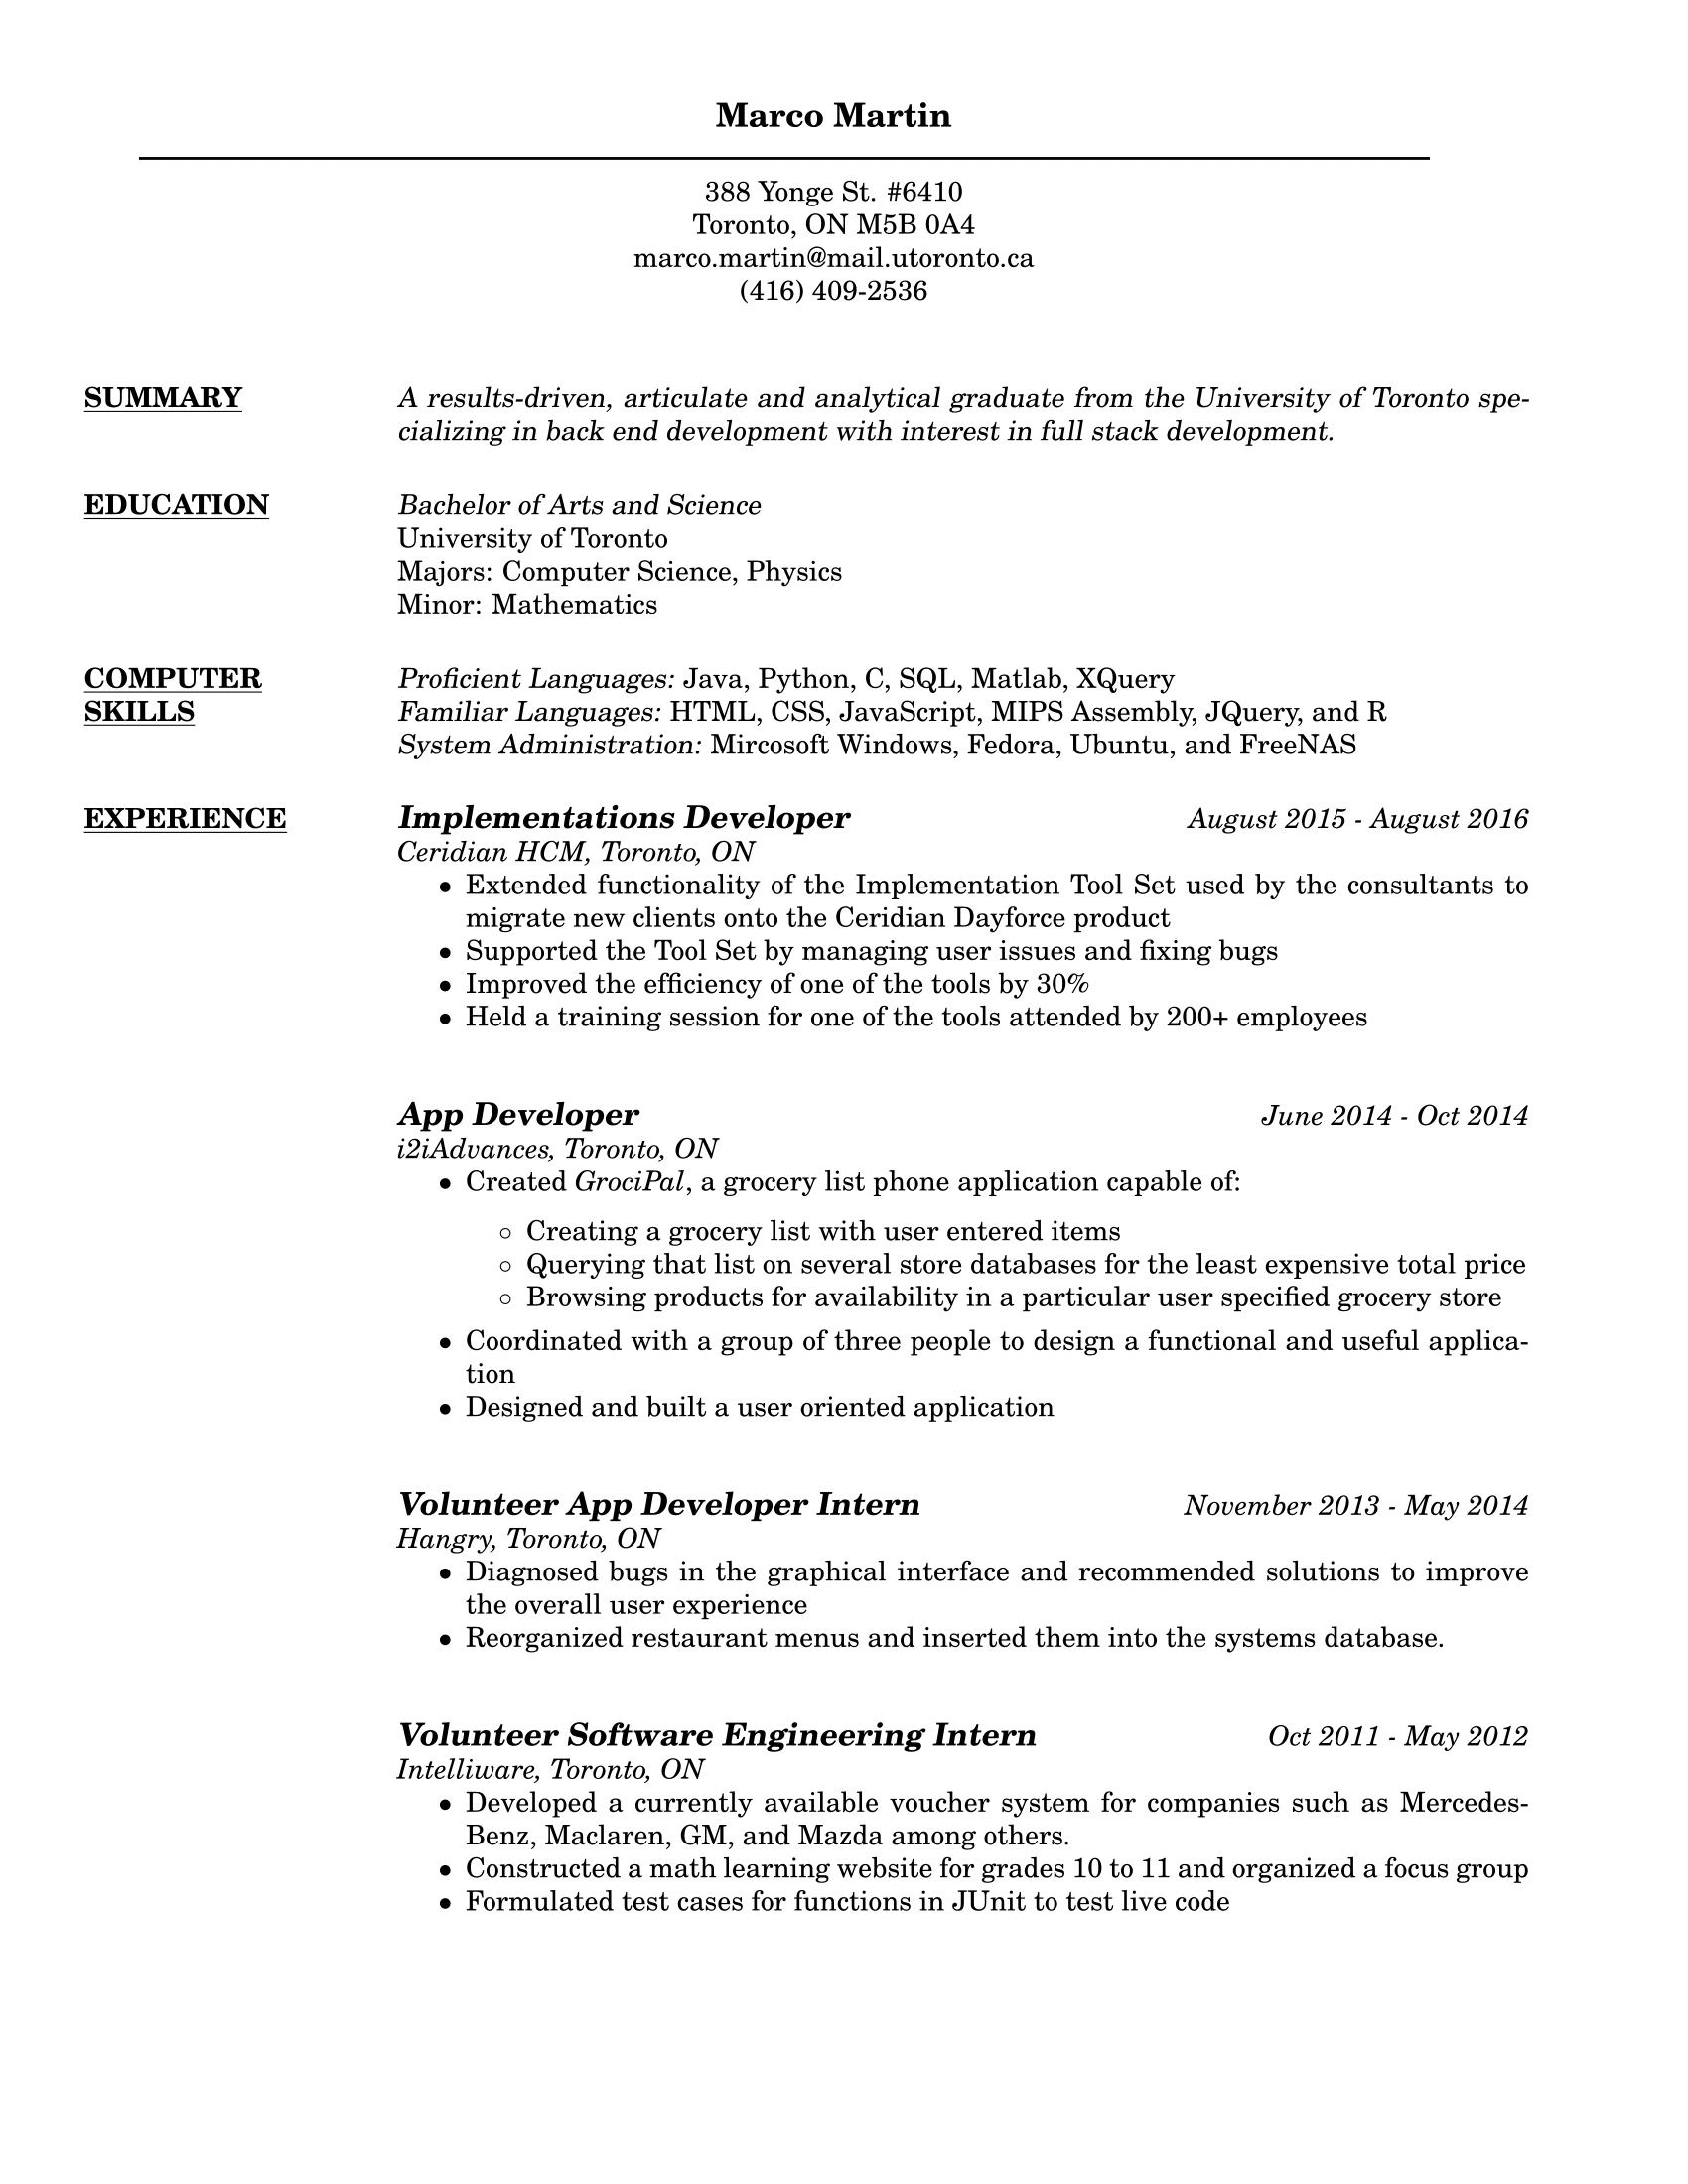 Marco Martin
388 Yonge St. #6410
Toronto, ON M5B 0A4
marco.martin@mail.utoronto.ca
(416) 409-2536
SUMMARY
A results-driven, articulate and analytical graduate from the University of Toronto spe-
cializing in back end development with interest in full stack development.
EDUCATION
Bachelor of Arts and Science
University of Toronto
Majors: Computer Science, Physics
Minor: Mathematics
COMPUTER
SKILLS
Proficient Languages: Java, Python, C, SQL, Matlab, XQuery
Familiar Languages: HTML, CSS, JavaScript, MIPS Assembly, JQuery, and R
System Administration: Mircosoft Windows, Fedora, Ubuntu, and FreeNAS
EXPERIENCE
Implementations Developer August 2015 - August 2016
Ceridian HCM, Toronto, ON
• Extended functionality of the Implementation Tool Set used by the consultants to
migrate new clients onto the Ceridian Dayforce product
• Supported the Tool Set by managing user issues and fixing bugs
• Improved the efficiency of one of the tools by 30%
• Held a training session for one of the tools attended by 200+ employees
App Developer June 2014 - Oct 2014
i2iAdvances, Toronto, ON
• Created GrociPal, a grocery list phone application capable of:
◦ Creating a grocery list with user entered items
◦ Querying that list on several store databases for the least expensive total price
◦ Browsing products for availability in a particular user specified grocery store
• Coordinated with a group of three people to design a functional and useful applica-
tion
• Designed and built a user oriented application
Volunteer App Developer Intern November 2013 - May 2014
Hangry, Toronto, ON
• Diagnosed bugs in the graphical interface and recommended solutions to improve
the overall user experience
• Reorganized restaurant menus and inserted them into the systems database.
Volunteer Software Engineering Intern Oct 2011 - May 2012
Intelliware, Toronto, ON
• Developed a currently available voucher system for companies such as Mercedes-
Benz, Maclaren, GM, and Mazda among others.
• Constructed a math learning website for grades 10 to 11 and organized a focus group
• Formulated test cases for functions in JUnit to test live code